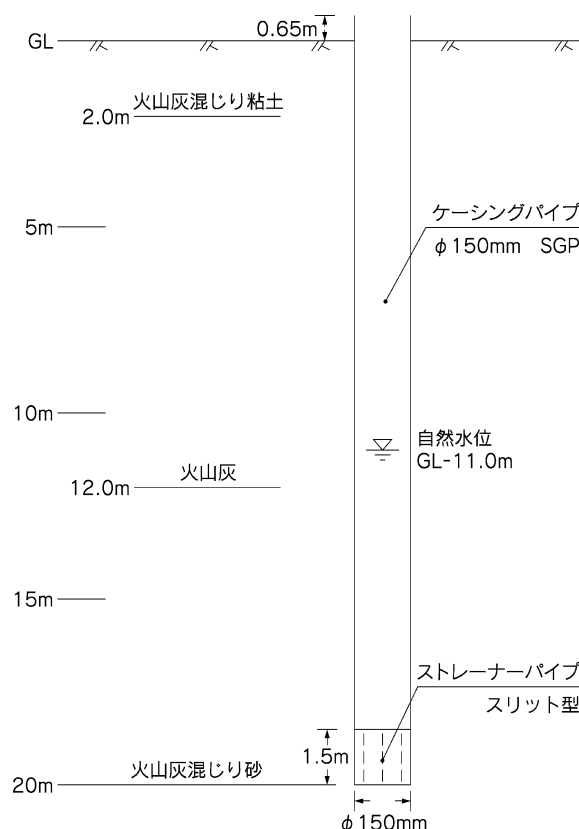 0.65m
GL
火山灰混じり粘土
2.0m
ケーシングパイプ
5m
φ150mm SGP
10m
自然水位
GL-11.0m
火山灰
12.0m
15m
ストレーナーパイプ
スリット型
1.5m
火山灰混じり砂
20m
φ150mm